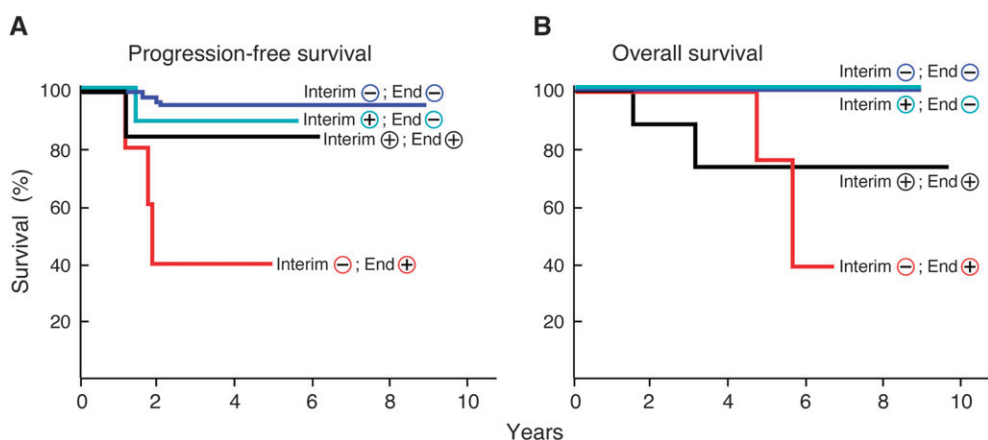 A
Progression-free survival
100
80
60
40
20
0
2
4
6
8
10
Survival (%)
Interim ⊖ ; End ⊖
Interim ⊕ ; End ⊖
Interim ⊕ ; End ⊕
Interim ⊖ ; End ⊕
B
Overall survival
100
80
60
40
20
0
2
4
6
8
10
Interim ⊖ ; End ⊖
Interim ⊕ ; End ⊖
Interim ⊕ ; End ⊕
Interim ⊖ ; End ⊕
Years